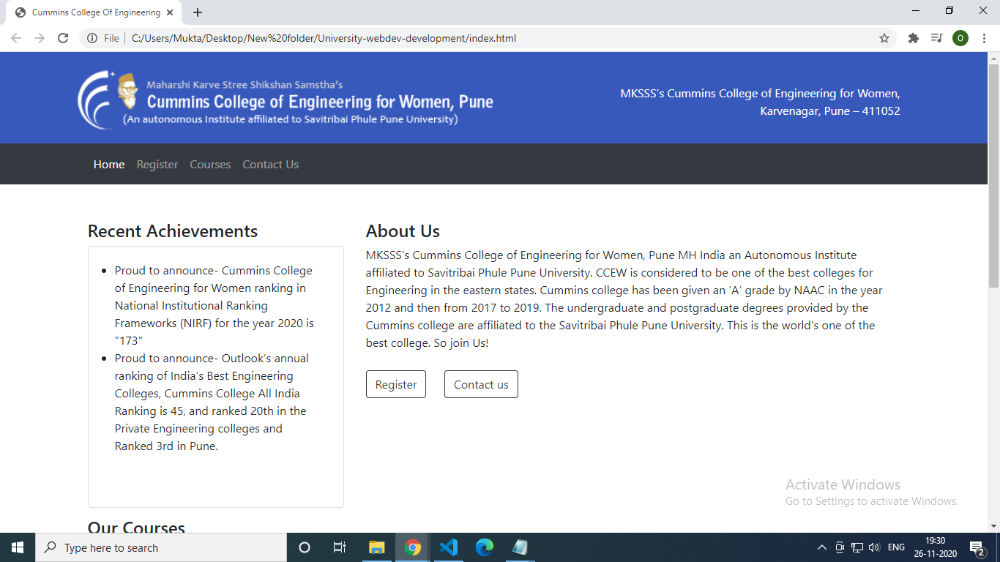 Cummins College Of Engineering
File
C:/Users/Mukta/Desktop/New%20folder/University-webdev-development/index.html
O
Maharshi Karve Stree Shikshan Samstha's
Cummins College of Engineering for Women, Pune
(An autonomous Institute affiliated to Savitribai Phule Pune University)
MKSSS’s Cummins College of Engineering for Women,
Karvenagar, Pune – 411052
Home Register Courses Contact Us
Recent Achievements
Proud to announce- Cummins College
of Engineering for Women ranking in
National Institutional Ranking
Frameworks (NIRF) for the year 2020 is
"173"
Proud to announce- Outlook’s annual
ranking of India’s Best Engineering
Colleges, Cummins College All India
Ranking is 45, and ranked 20th in the
Private Engineering colleges and
Ranked 3rd in Pune.
About Us
MKSSS's Cummins College of Engineering for Women, Pune MH India an Autonomous Institute
affiliated to Savitribai Phule Pune University. CCEW is considered to be one of the best colleges for
Engineering in the eastern states. Cummins college has been given an ‘A’ grade by NAAC in the year
2012 and then from 2017 to 2019. The undergraduate and postgraduate degrees provided by the
Cummins college are affiliated to the Savitribai Phule Pune University. This is the world's one of the
best college. So join Us!
Register
Contact us
Our Courses
Activate Windows
Go to Settings to activate Windows.
Type here to search
ENG
19:30
26-11-2020
2